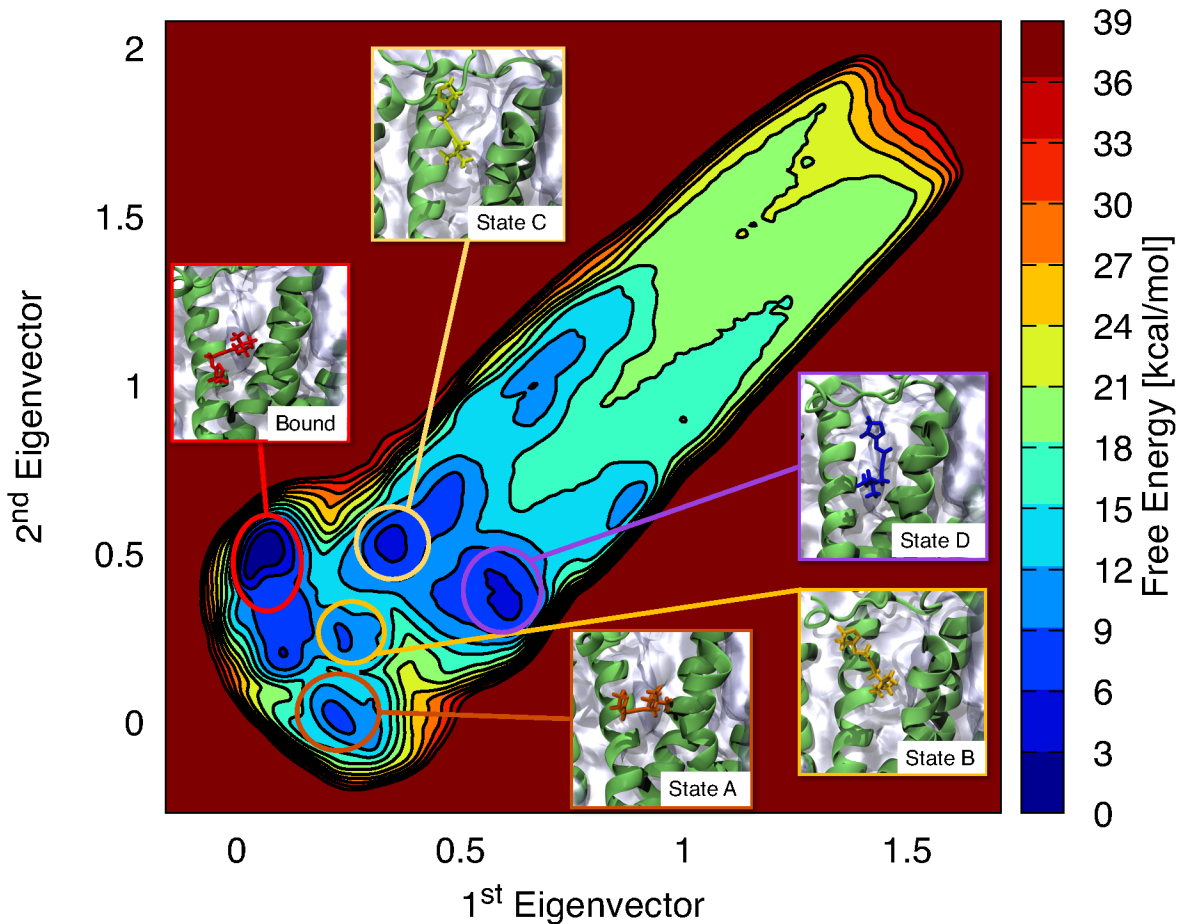 2
1.5
1
0.5
0
2nd Eigenvector
0
0.5
1
1.5
1st Eigenvector
State C
Bound
State D
State B
State A
39
36
33
30
27
24
21
18
15
12
9
6
3
0
Free Energy [kcal/mol]